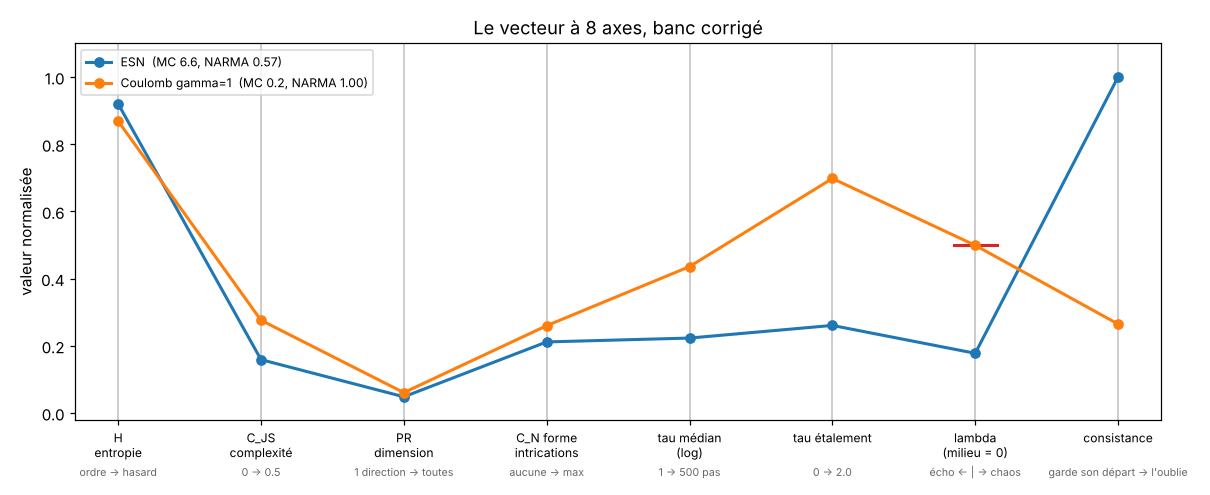 Le vecteur à 8 axes, banc corrigé
ESN (MC 6.6, NARMA 0.57)
Coulomb gamma=1 (MC 0.2, NARMA 1.00)
valeur normalisée
1.0
0.8
0.6
0.4
0.2
0.0
H
entropie
ordre → hasard
C_JS
complexité
0 → 0.5
PR
dimension
1 direction → toutes
C_N forme
intrications
aucune → max
tau médian
(log)
1 → 500 pas
tau étalement
0 → 2.0
lambda
(milieu = 0)
écho ← | → chaos
consistance
garde son départ → l'oublie